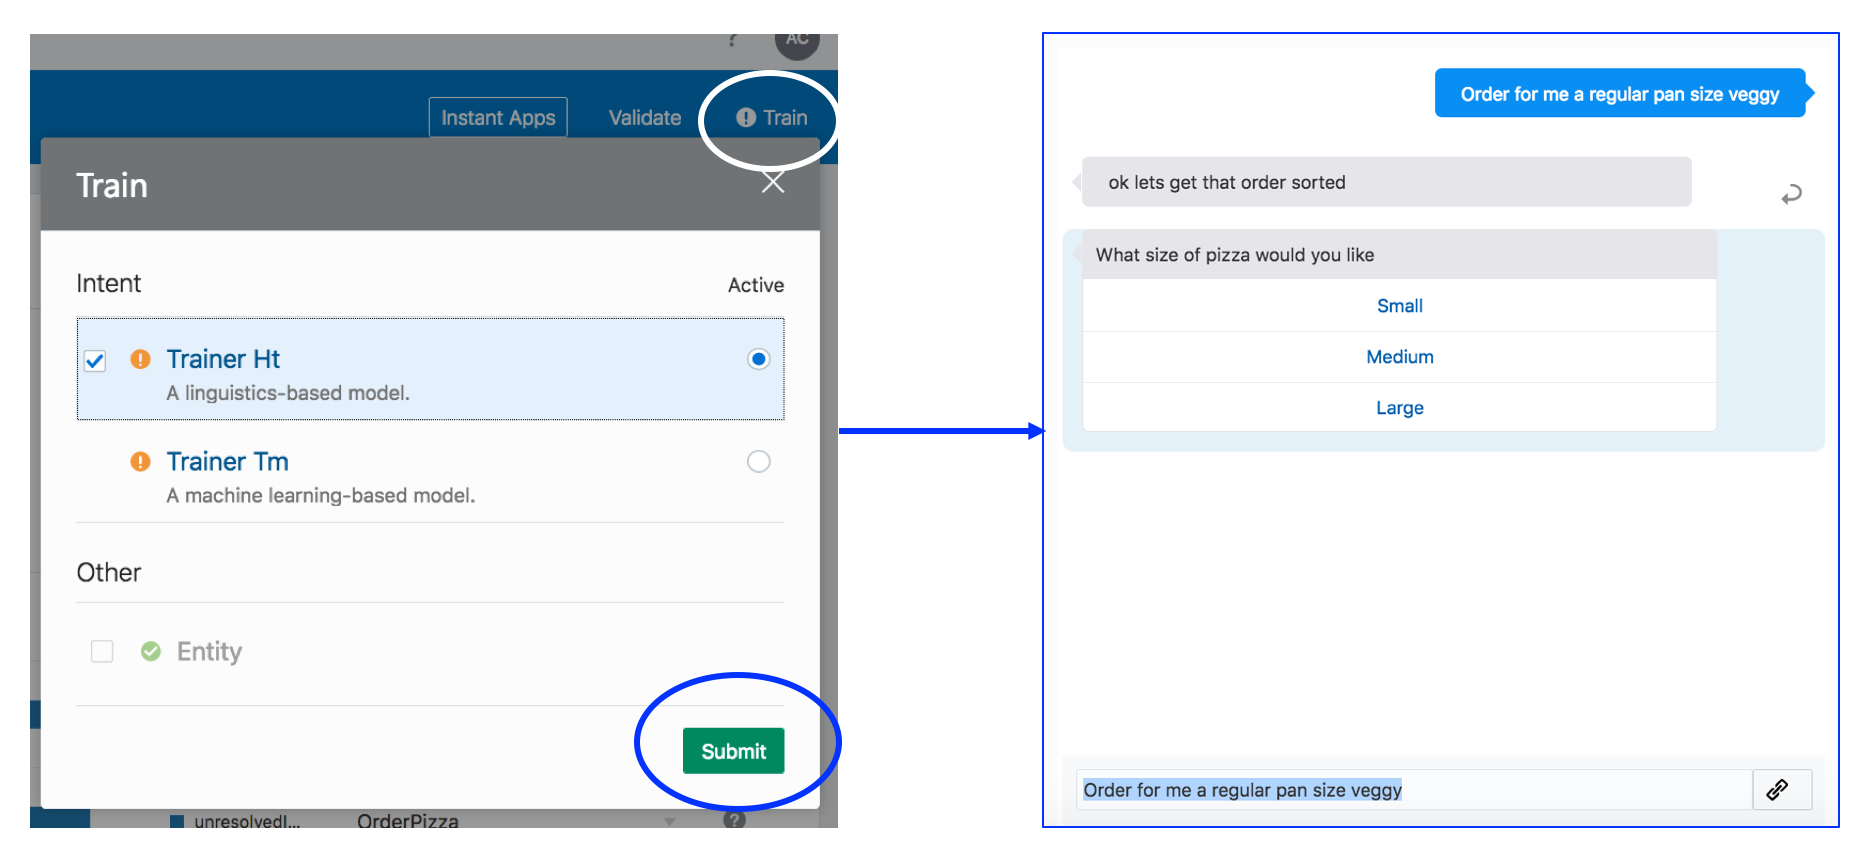 ?
AC
Instant Apps
Validate
! Train
Train
Intent
Active
Trainer Ht
A linguistics-based model.
Trainer Tm
A machine learning-based model.
Other
Entity
Submit
unresolvedI...
OrderPizza
?
Order for me a regular pan size veggy
ok lets get that order sorted
What size of pizza would you like
Small
Medium
Large
Order for me a regular pan size veggy